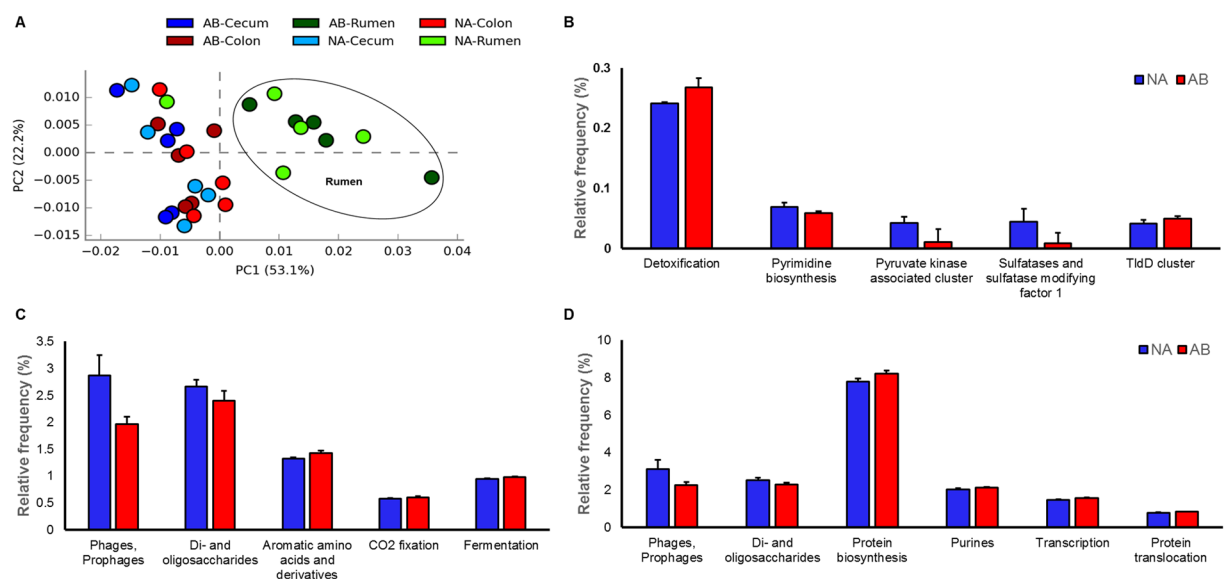 A
AB-Cecum AB-Rumen NA-Colon
AB-Colon NA-Cecum NA-Rumen
PC2 (22.2%)
0.010
0.005
0.000
−0.005
−0.010
−0.015
Rumen
−0.02 −0.01 0.00 0.01 0.02 0.03 0.04
PC1 (53.1%)
B
Relative frequency (%)
0.3
0.2
0.1
0
NA AB
Detoxification
Pyrimidine
biosynthesis
Pyruvate kinase
associated cluster
Sulfatases and
sulfatase modifying
factor 1
TldD cluster
C
Relative frequency (%)
3.5
3
2.5
2
1.5
1
0.5
0
Phages,
Prophages
Di- and
oligosaccharides
Aromatic amino
acids and
derivatives
CO2 fixation
Fermentation
D
Relative frequency (%)
10
8
6
4
2
0
NA AB
Phages,
Prophages
Di- and
oligosaccharides
Protein
biosynthesis
Purines
Transcription
Protein
translocation